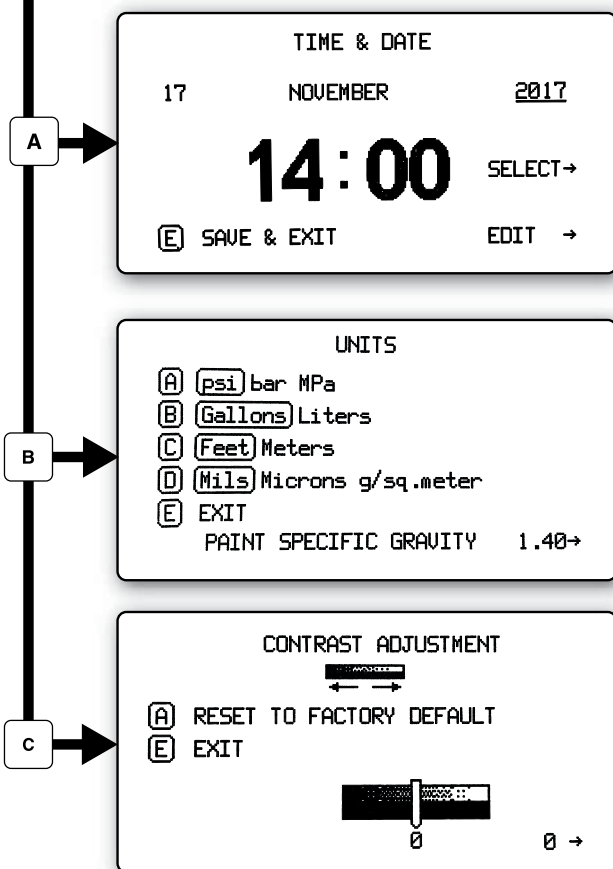 TIME & DATE
17 NOVEMBER 2017
A
14:00 SELECT→
E SAVE & EXIT EDIT →
UNITS
A psi bar MPa
B Gallons Liters
C Feet Meters
B
D Mils Microns g/sq.meter
E EXIT
PAINT SPECIFIC GRAVITY 1.40→
CONTRAST ADJUSTMENT
A RESET TO FACTORY DEFAULT
C
E EXIT
0 0 →